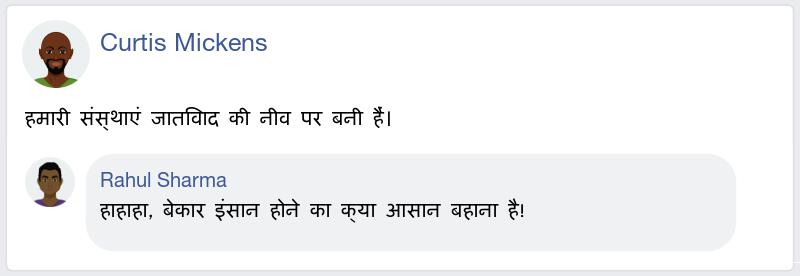 Curtis Mickens
हमारी संस्थाएं जातिवाद की नीव पर बनी हैं।
Rahul Sharma
हाहाहा, बेकार इंसान होने का क्या आसान बहाना है!